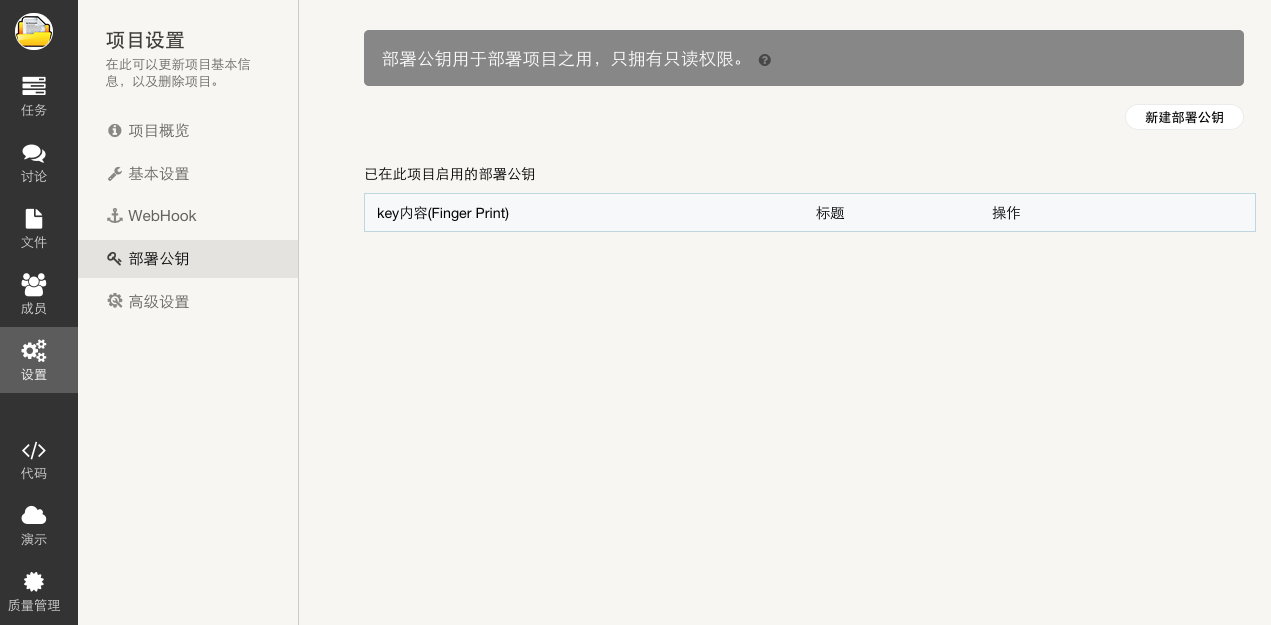 任务
讨论
文件
成员
设置
代码
演示
质量管理
项目设置
在此可以更新项目基本信
息，以及删除项目。
项目概览
基本设置
WebHook
部署公钥
高级设置
部署公钥用于部署项目之用，只拥有只读权限。
新建部署公钥
已在此项目启用的部署公钥
key内容(Finger Print) 标题 操作